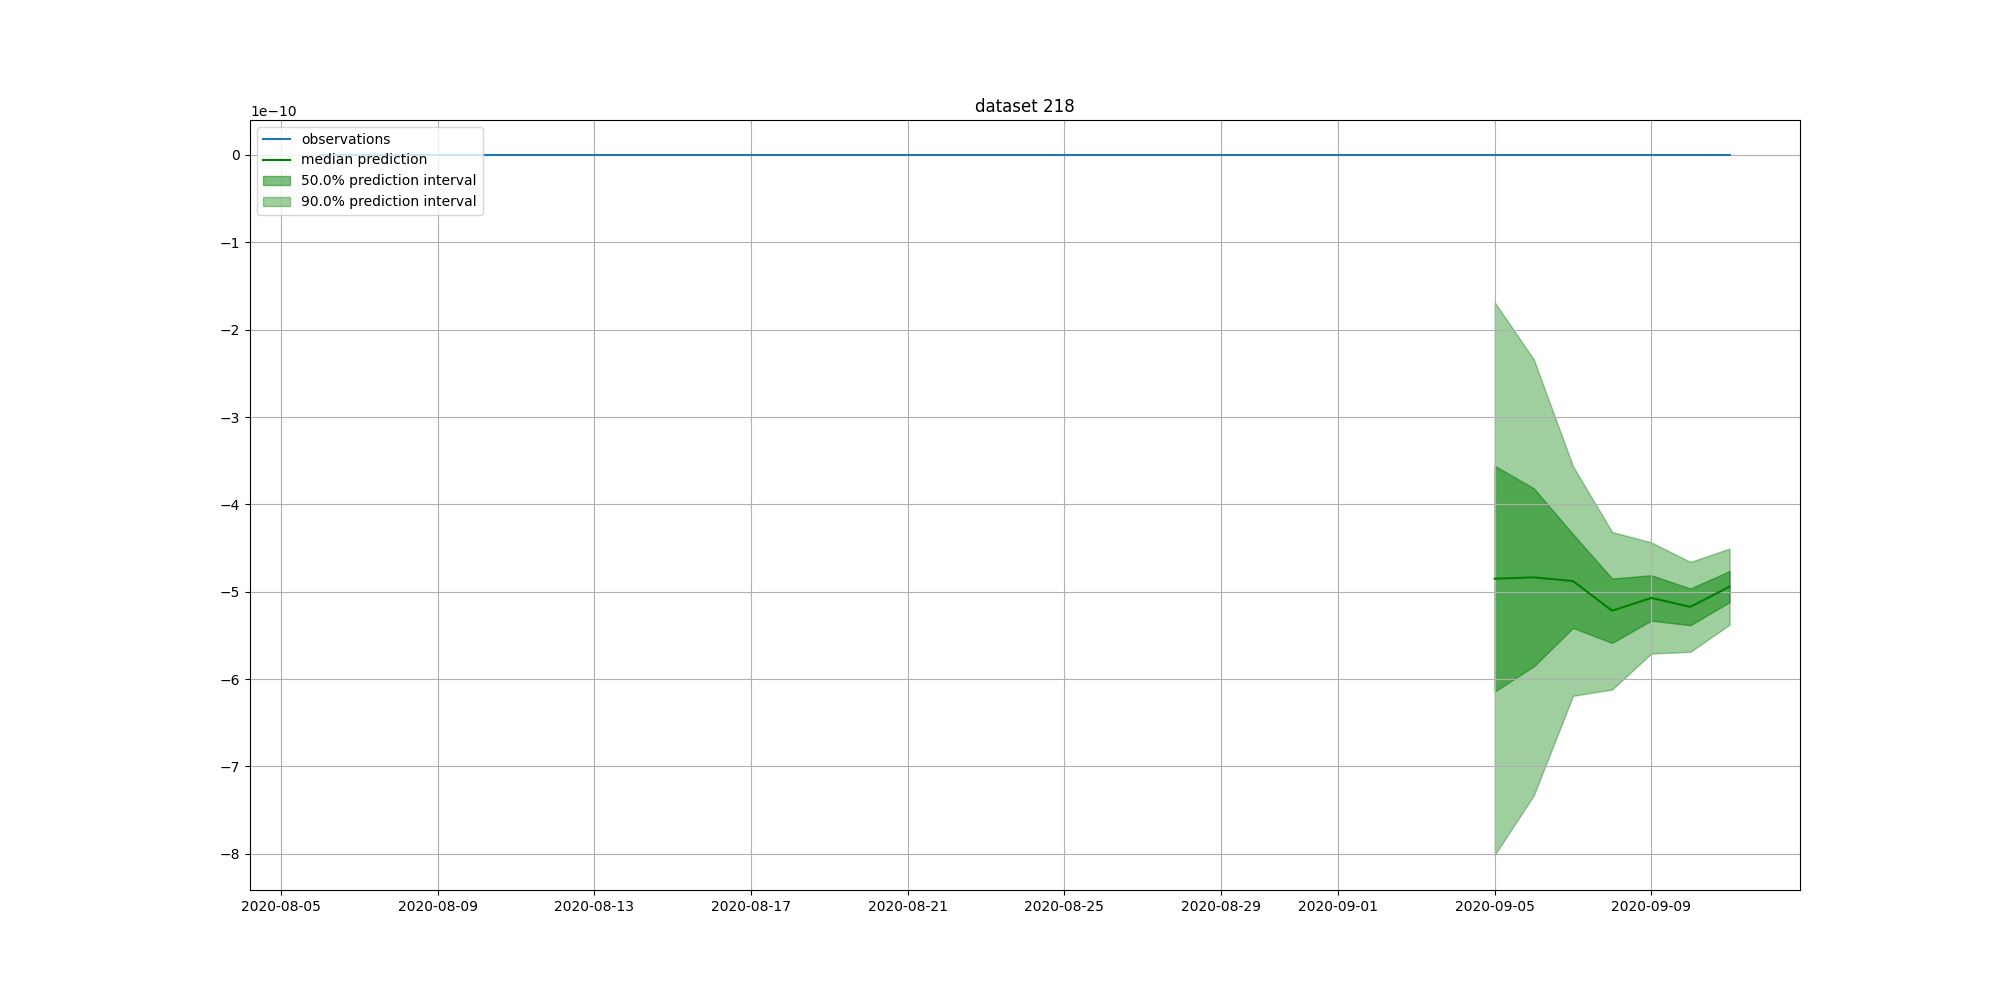 dataset 218
1e−10
observations
median prediction
50.0% prediction interval
90.0% prediction interval
0
−1
−2
−3
−4
−5
−6
−7
−8
2020-08-05 2020-08-09 2020-08-13 2020-08-17 2020-08-21 2020-08-25 2020-08-29 2020-09-01 2020-09-05 2020-09-09